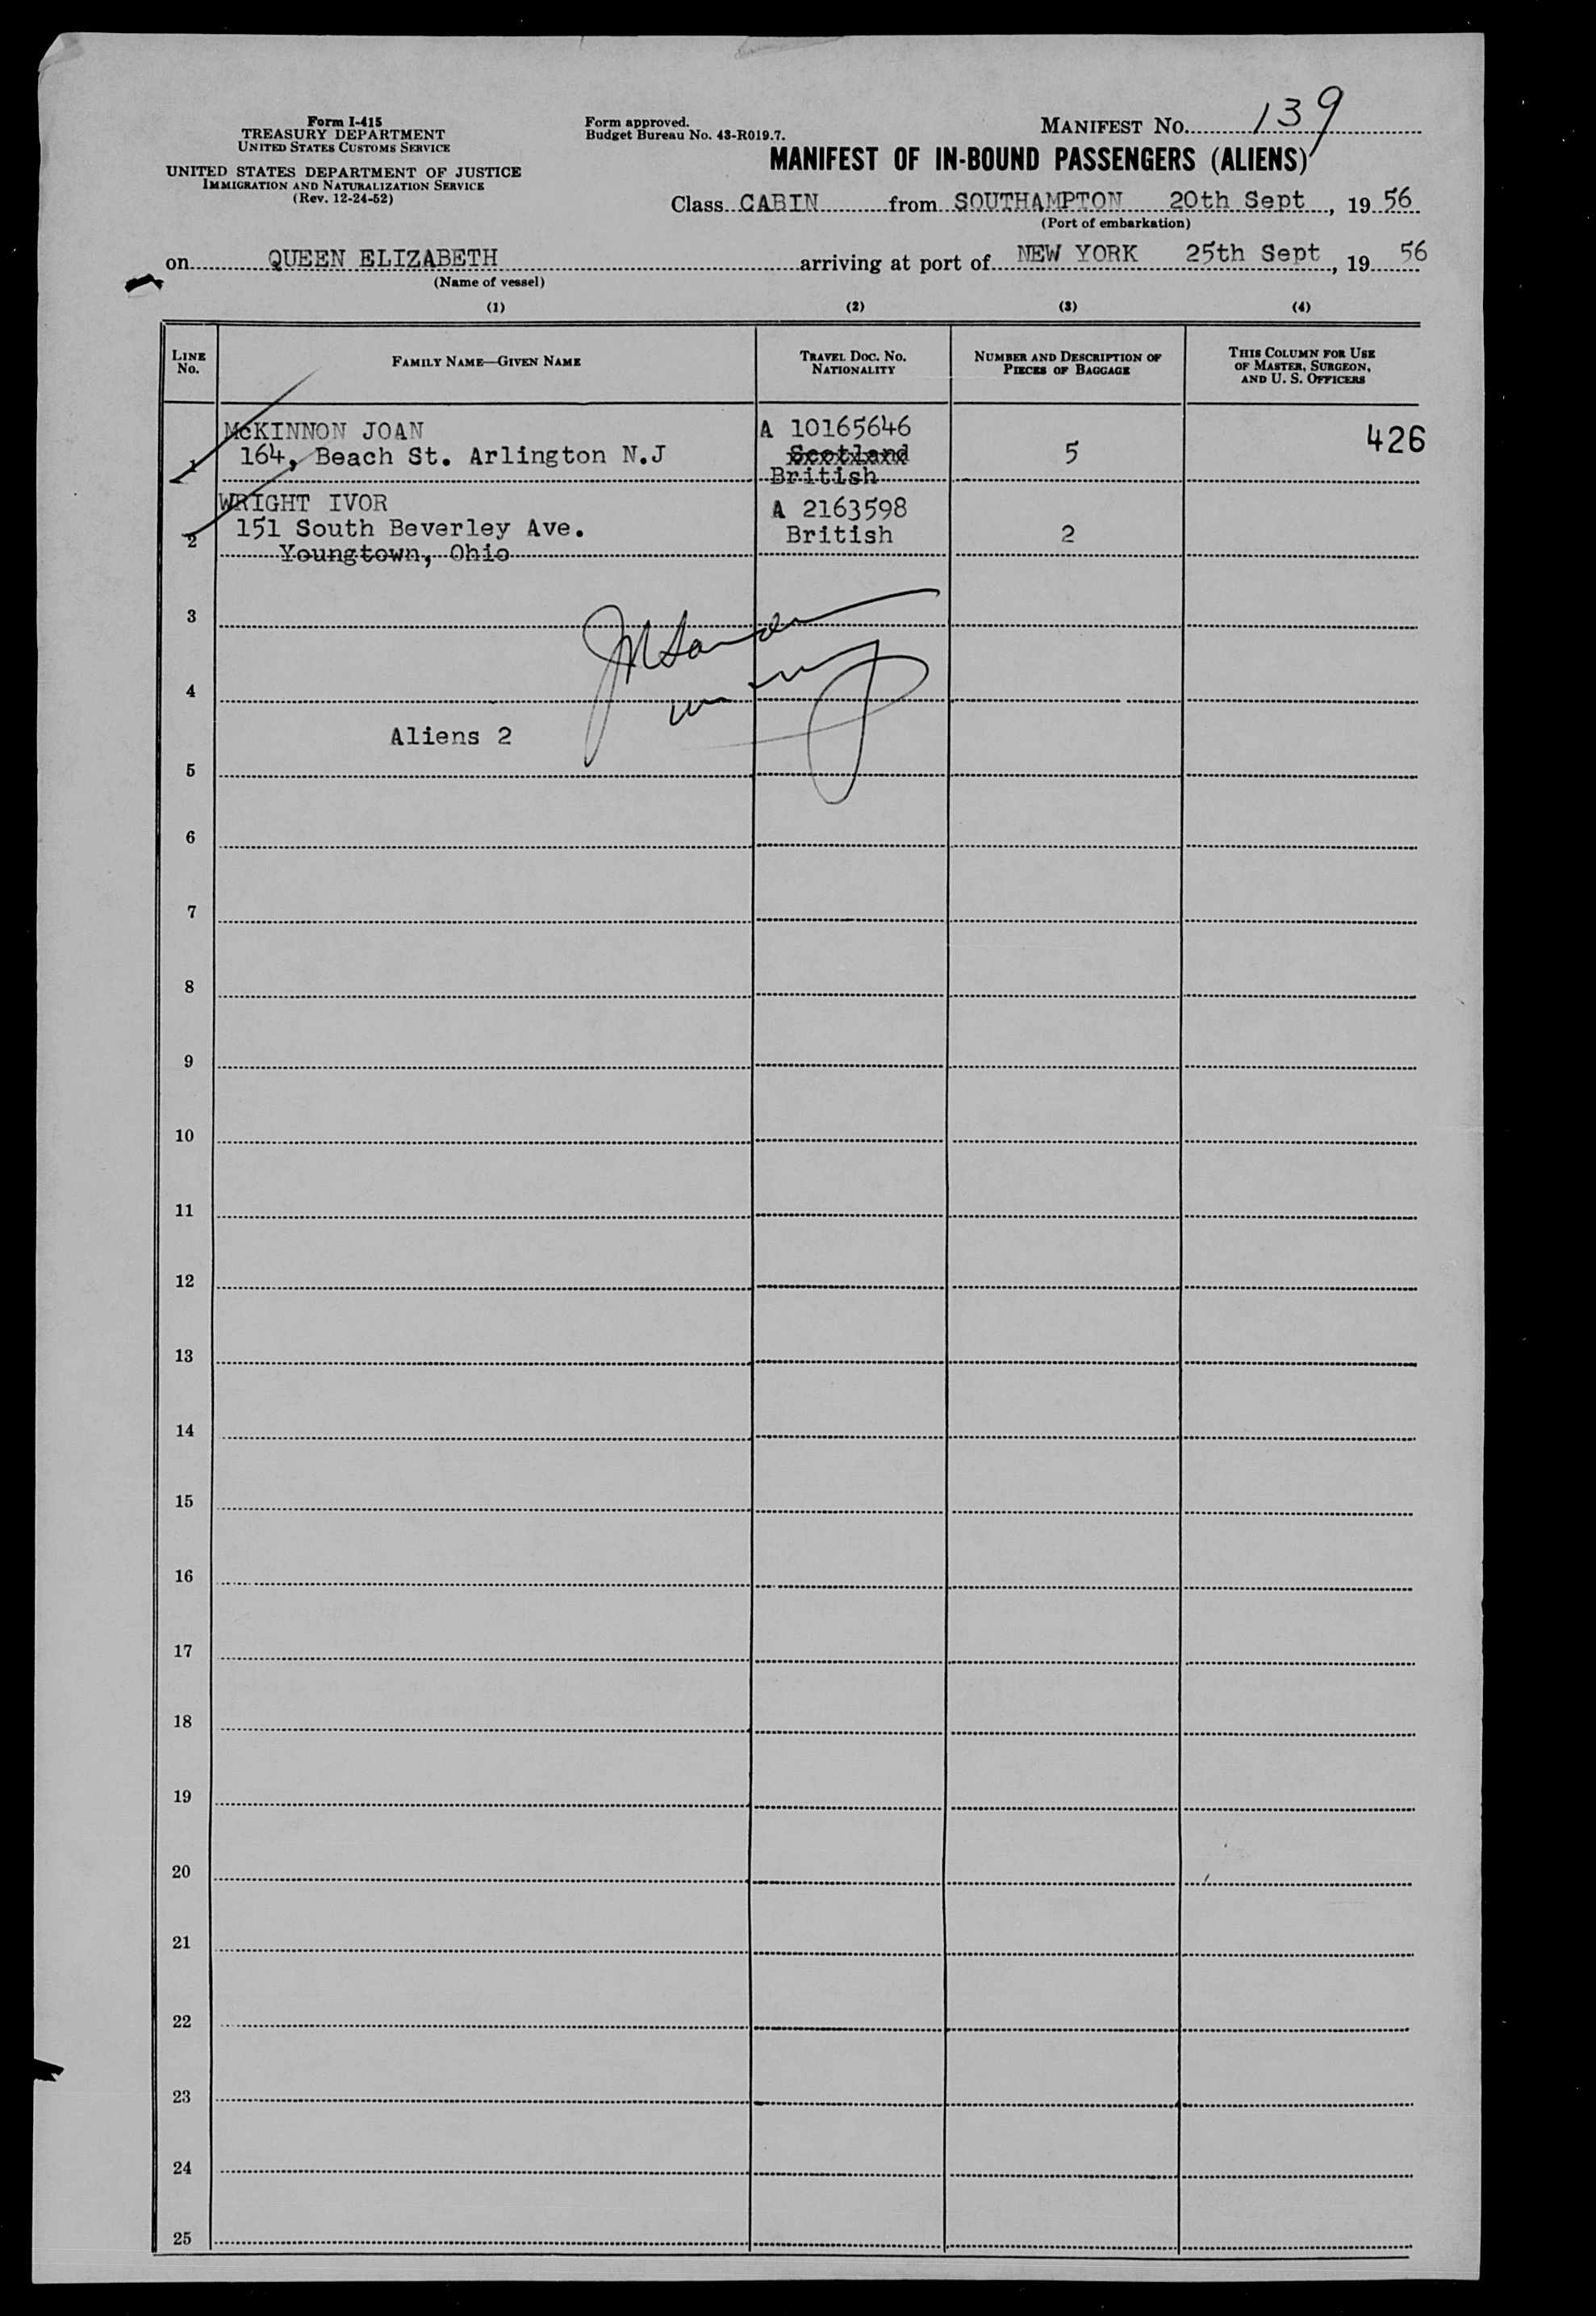 Form I-415
TREASURY DEPARTMENT
UNITED STATES CUSTOMS SERVICE
UNITED STATES DEPARTMENT OF JUSTICE
IMMIGRATION AND NATURALIZATION SERVICE
(Rev. 12-24-52)
Form approved.
Budget Bureau No. 43-R019.7.
MANIFEST NO. 139
MANIFEST OF IN-BOUND PASSENGERS (ALIENS)
Class CABIN from SOUTHAMPTON 20th Sept, 19 56
(Port of embarkation)
on QUEEN ELIZABETH arriving at port of NEW YORK 25th Sept, 19 56
(Name of vessel)
(1) (2) (3) (4)
LINE NO. FAMILY NAME—GIVEN NAME TRAVEL DOC. NO. NATIONALITY NUMBER AND DESCRIPTION OF PIECES OF BAGGAGE THIS COLUMN FOR USE OF MASTER, SURGEON, AND U. S. OFFICERS
McKINNON JOAN A 10165646 426
1 164, Beach St. Arlington N.J Scotland 5
British
WRIGHT IVOR A 2163598
2 151 South Beverley Ave. British 2
Youngtown, Ohio
3
4
Aliens 2
5
6
7
8
9
10
11
12
13
14
15
16
17
18
19
20
21
22
23
24
25